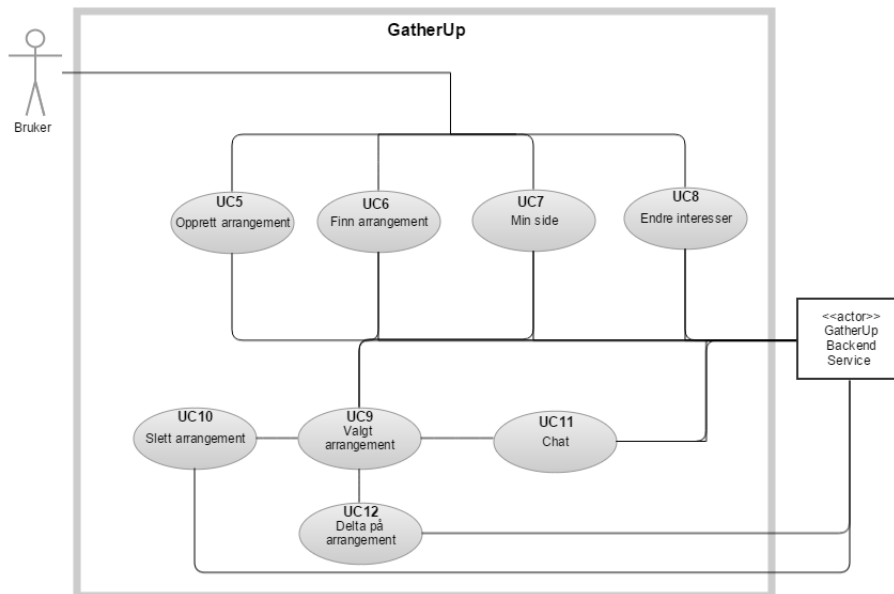 GatherUp
Bruker
UC5
Opprett arrangement
UC6
Finn arrangement
UC7
Min side
UC8
Endre interesser
<<actor>>
GatherUp
Backend
Service
UC10
Slett arrangement
UC9
Valgt
arrangement
UC11
Chat
UC12
Delta på
arrangement